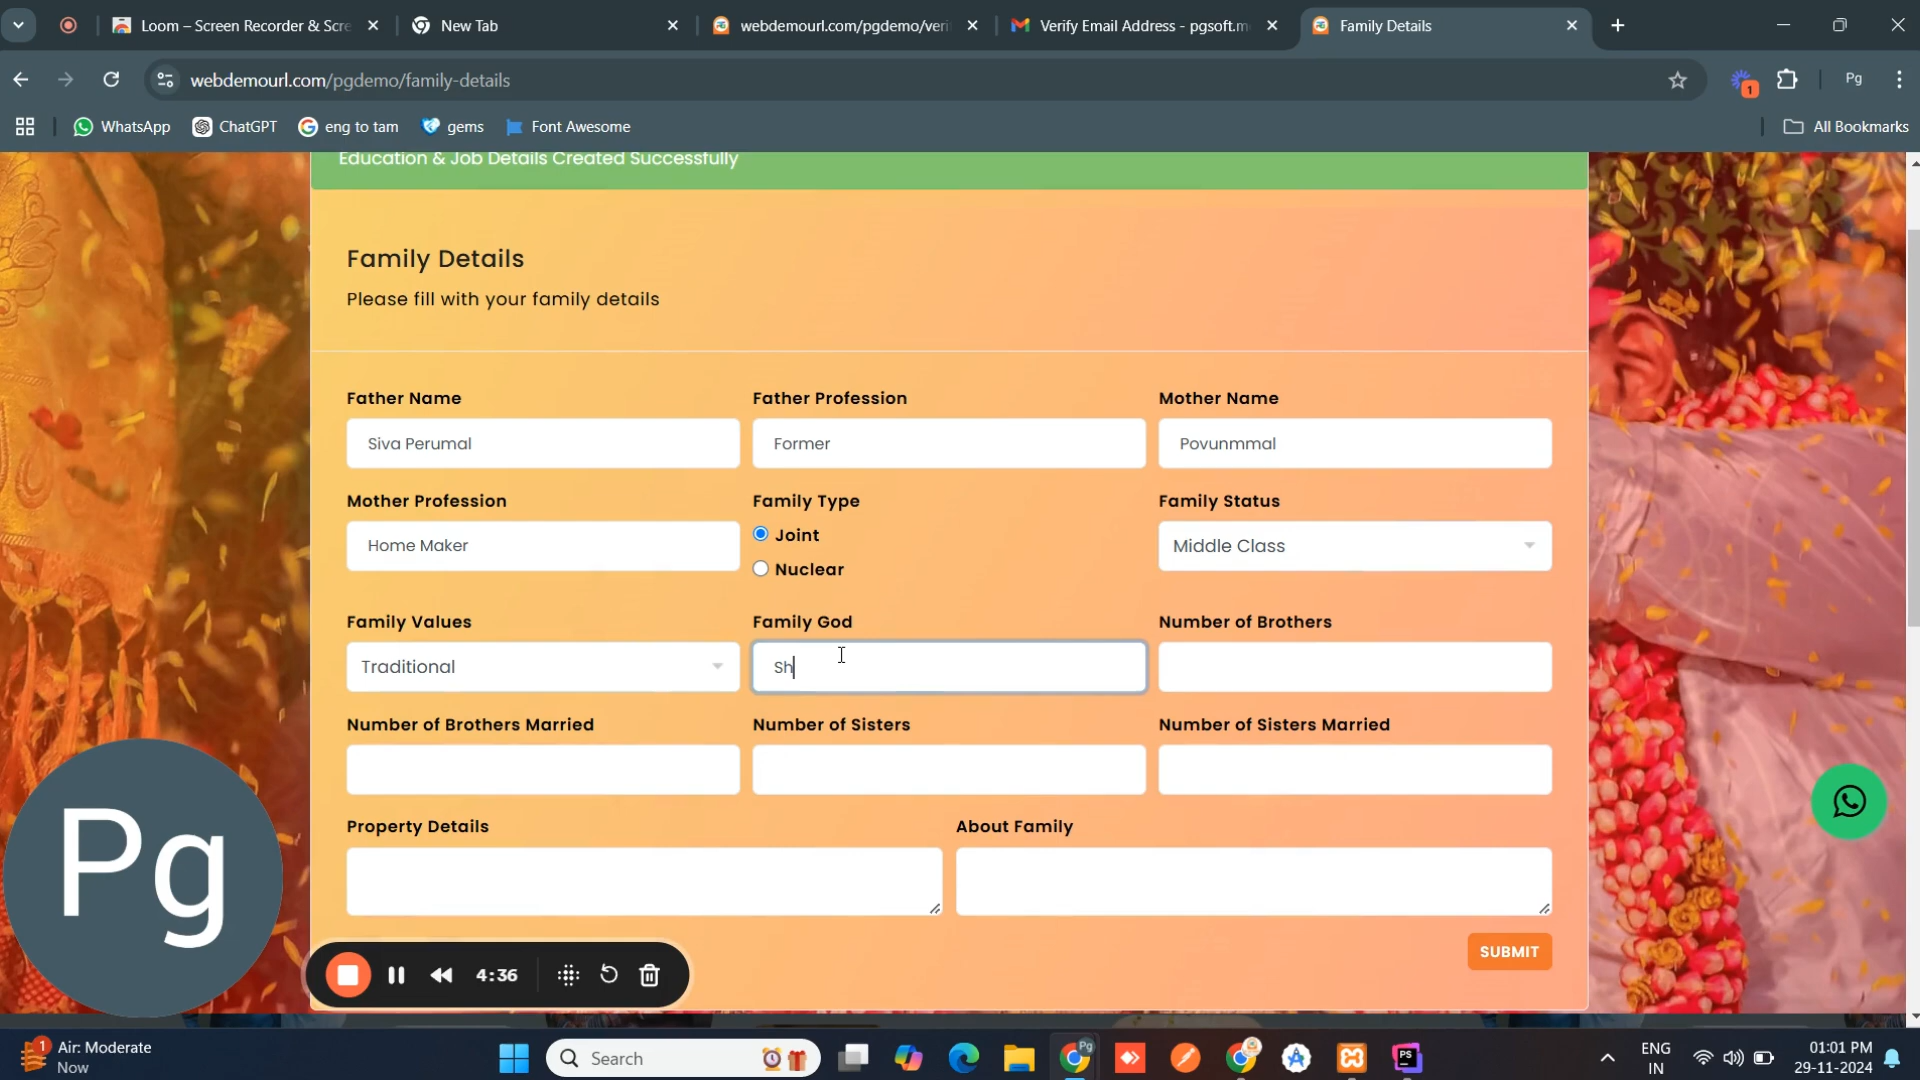 Loom – Screen Recorder & Scre
New Tab
webdemourl.com/pgdemo/veri
Verify Email Address - pgsoft.m
Family Details
webdemourl.com/pgdemo/family-details
1
Pg
WhatsApp
ChatGPT
eng to tam
gems
Font Awesome
All Bookmarks
Education & Job Details Created Successfully
Family Details
Please fill with your family details
Father Name
Father Profession
Mother Name
Siva Perumal
Former
Povunmmal
Mother Profession
Family Type
Family Status
Home Maker
Joint
Nuclear
Middle Class
Family Values
Family God
Number of Brothers
Traditional
Sh
Number of Brothers Married
Number of Sisters
Number of Sisters Married
Property Details
About Family
SUBMIT
Pg
4:36
1
Air: Moderate
Now
Search
Pg
PS
ENG
IN
01:01 PM
29-11-2024